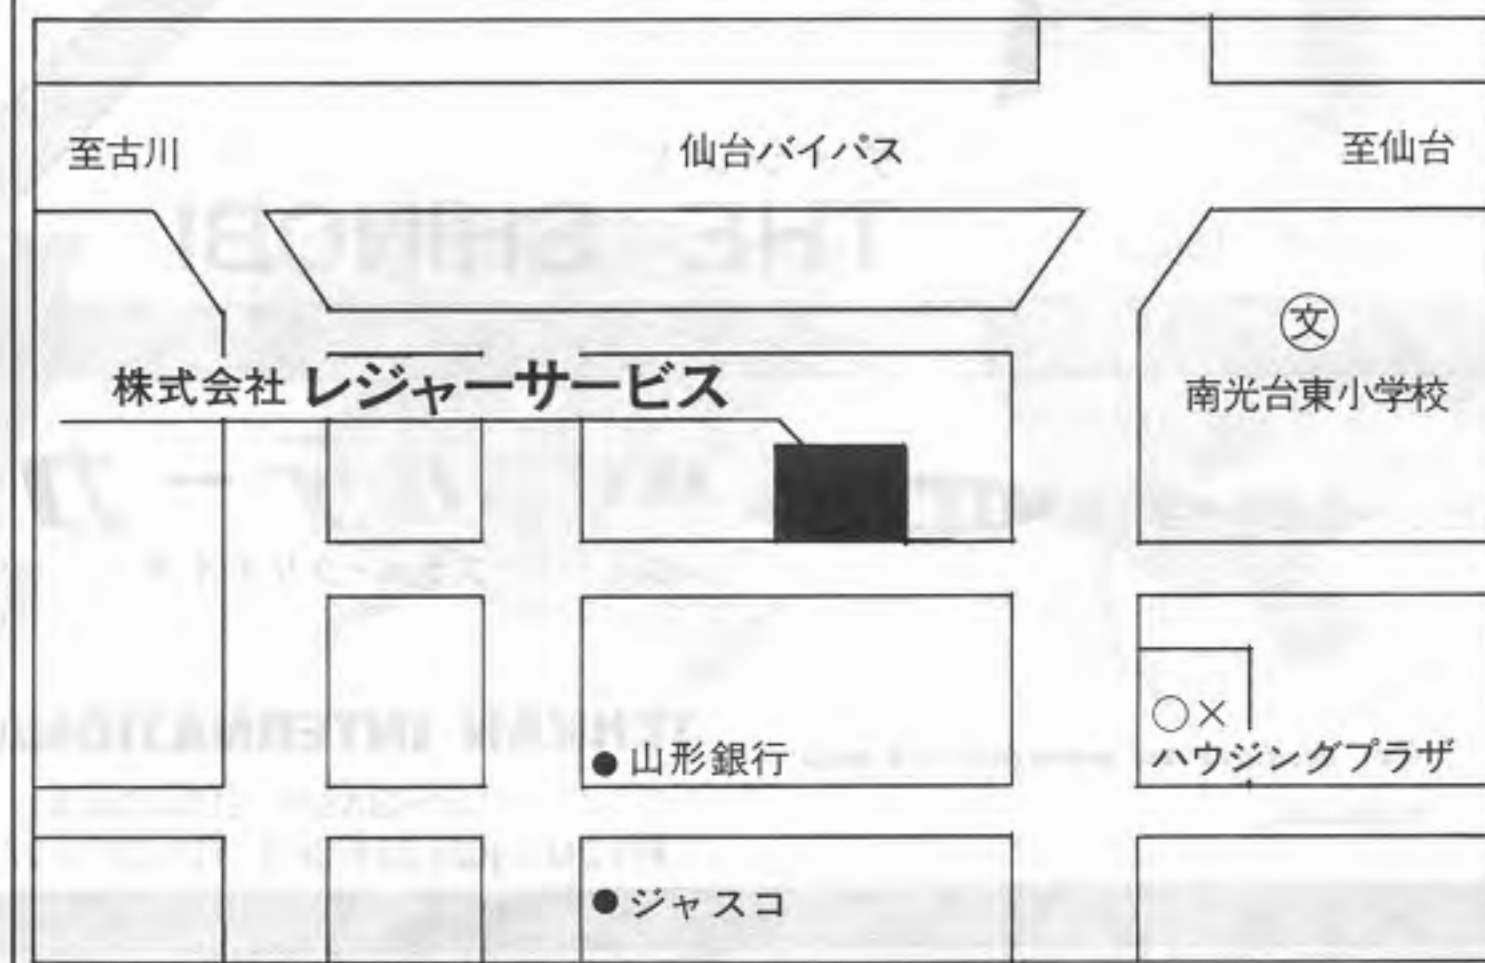 至古川 仙台バイパス 至仙台
文
株式会社 レジャーサービス
南光台東小学校
○×
山形銀行
ハウジングプラザ
ジャスコ